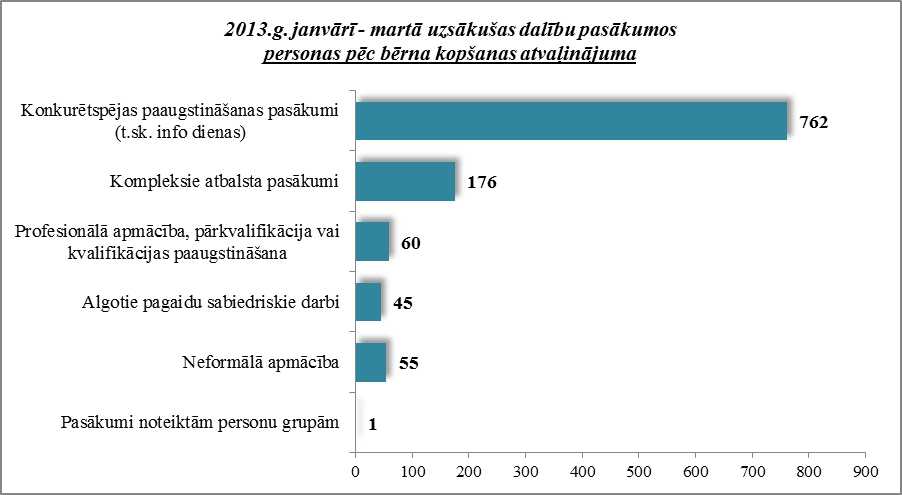 2013.g. janvārī - martā uzsākušas dalību pasākumos
personas pēc bērna kopšanas atvaļinājuma
Konkurētspējas paaugstināšanas pasākumi
(t.sk. info dienas)
762
Kompleksie atbalsta pasākumi
176
Profesionālā apmācība, pārkvalifikācija vai
kvalifikācijas paaugstināšana
60
Algotie pagaidu sabiedriskie darbi
45
Neformālā apmācība
55
Pasākumi noteiktām personu grupām
1
0 100 200 300 400 500 600 700 800 900